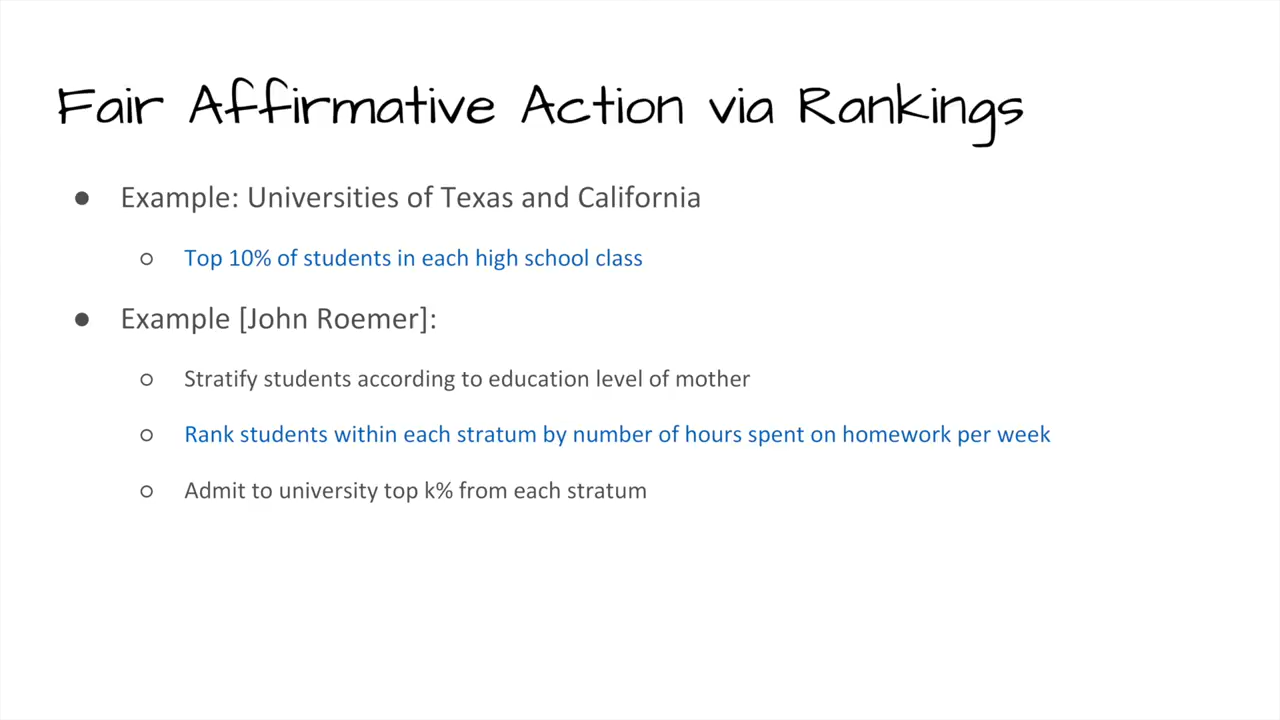 Fair Affirmative Action via Rankings
● Example: Universities of Texas and California
○ Top 10% of students in each high school class
● Example [John Roemer]:
○ Stratify students according to education level of mother
○ Rank students within each stratum by number of hours spent on homework per week
○ Admit to university top k% from each stratum